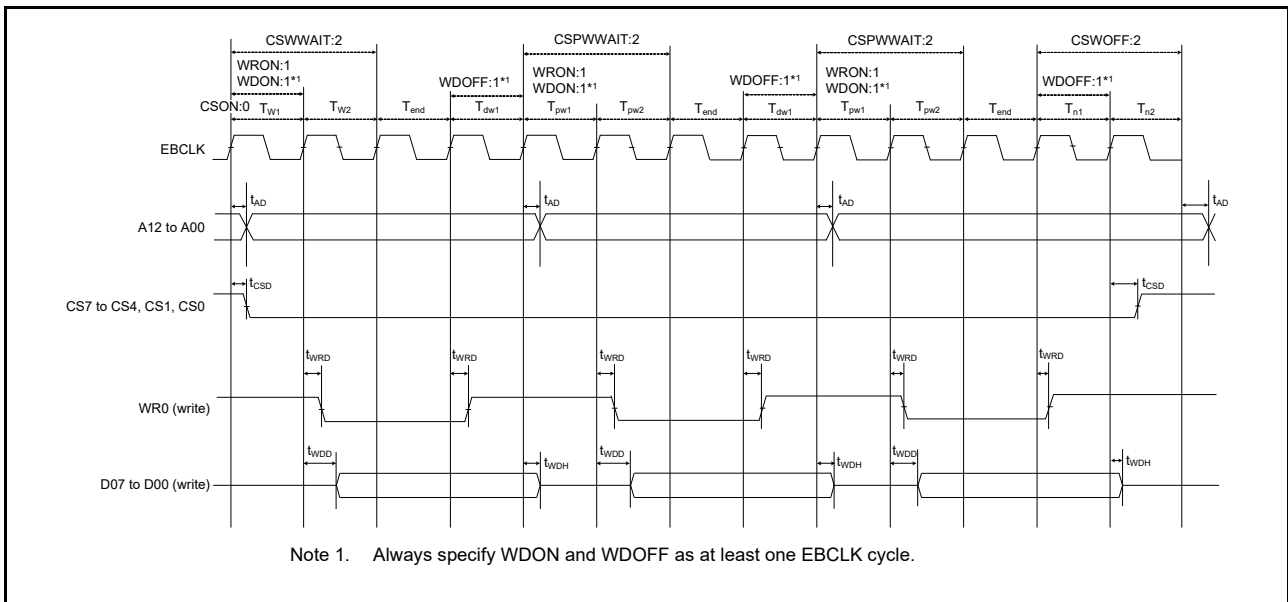 CSWWAIT:2 CSPWWAIT:2 CSPWWAIT:2 CSWOFF:2
WRON:1 WRON:1 WRON:1
WDON:1*1 WDOFF:1*1 WDON:1*1 WDOFF:1*1 WDON:1*1 WDOFF:1*1
CSON:0 TW1 TW2 Tend Tdw1 Tpw1 Tpw2 Tend Tdw1 Tpw1 Tpw2 Tend Tn1 Tn2
EBCLK
tAD tAD tAD tAD
A12 to A00
tCSD tCSD
CS7 to CS4, CS1, CS0
tWRD tWRD tWRD tWRD tWRD tWRD
WR0 (write)
tWDD tWDH tWDD tWDH tWDD tWDH
D07 to D00 (write)
Note 1. Always specify WDON and WDOFF as at least one EBCLK cycle.